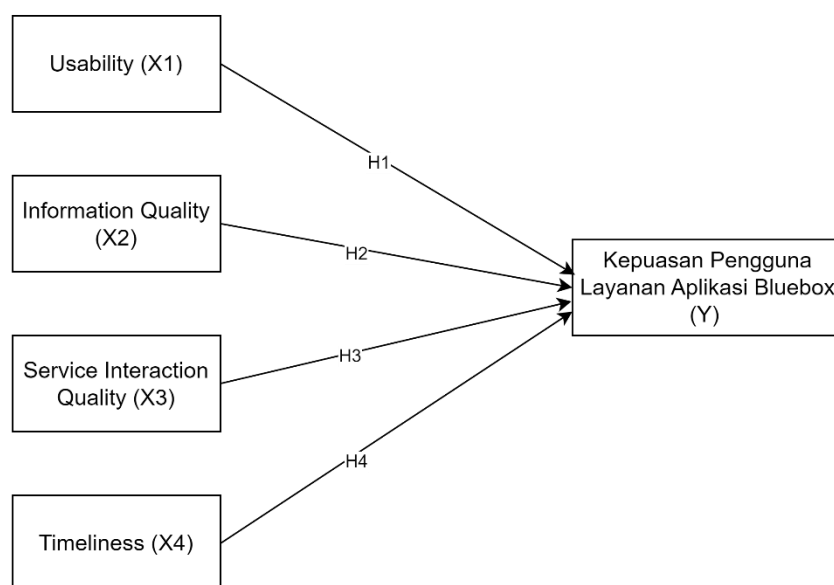 Usability (X1)
H1
Information Quality
(X2)
H2
Kepuasan Pengguna
Layanan Aplikasi Bluebox
(Y)
Service Interaction
Quality (X3)
H3
H4
Timeliness (X4)